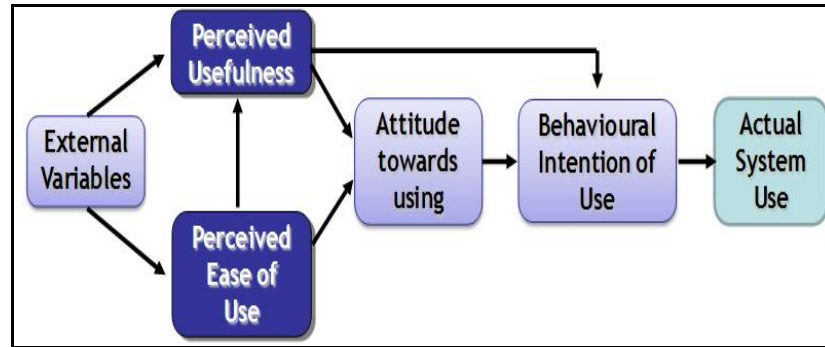 Perceived
Usefulness
External
Variables
Perceived
Ease of
Use
Attitude
towards
using
Behavioural
Intention of
Use
Actual
System
Use